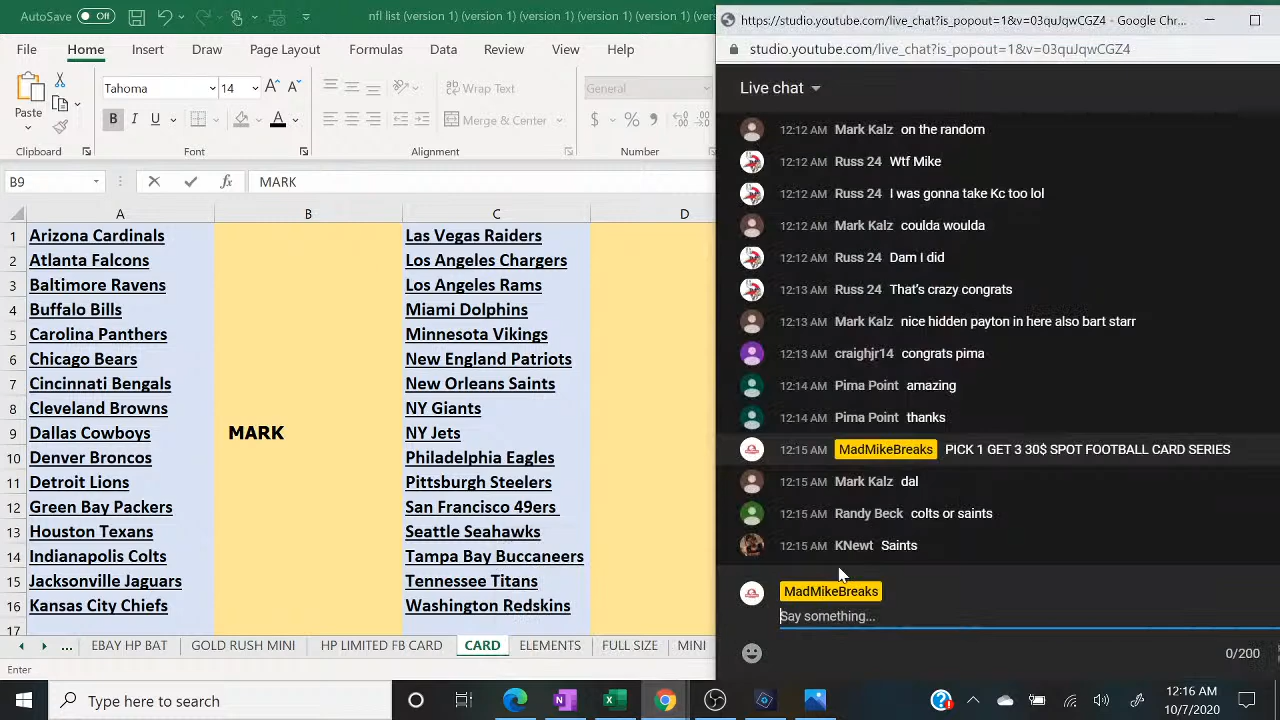 AutoSave Off nfl list (version 1) (version 1) (version 1) (version 1) (versio
File Home Insert Draw Page Layout Formulas Data Review View Help
Paste Tahoma 14 A A Wrap Text General
B I U A Merge & Center $ % 9
Clipboard Font Alignment Number
B9 fx MARK
A B C D
1 Arizona Cardinals Las Vegas Raiders
2 Atlanta Falcons Los Angeles Chargers
3 Baltimore Ravens Los Angeles Rams
4 Buffalo Bills Miami Dolphins
5 Carolina Panthers Minnesota Vikings
6 Chicago Bears New England Patriots
7 Cincinnati Bengals New Orleans Saints
8 Cleveland Browns NY Giants
9 Dallas Cowboys MARK NY Jets
10 Denver Broncos Philadelphia Eagles
11 Detroit Lions Pittsburgh Steelers
12 Green Bay Packers San Francisco 49ers
13 Houston Texans Seattle Seahawks
14 Indianapolis Colts Tampa Bay Buccaneers
15 Jacksonville Jaguars Tennessee Titans
16 Kansas City Chiefs Washington Redskins
17
... EBAY HP BAT GOLD RUSH MINI HP LIMITED FB CARD CARD ELEMENTS FULL SIZE MINI
Enter
https://studio.youtube.com/live_chat?is_popout=1&v=03quJqwCGZ4 - Google Chr...
studio.youtube.com/live_chat?is_popout=1&v=03quJqwCGZ4
Live chat
12:12 AM Mark Kalz on the random
12:12 AM Russ 24 Wtf Mike
12:12 AM Russ 24 I was gonna take Kc too lol
12:12 AM Mark Kalz coulda woulda
12:12 AM Russ 24 Dam I did
12:13 AM Russ 24 That's crazy congrats
12:13 AM Mark Kalz nice hidden payton in here also bart starr
12:13 AM craighjr14 congrats pima
12:14 AM Pima Point amazing
12:14 AM Pima Point thanks
12:15 AM MadMikeBreaks PICK 1 GET 3 30$ SPOT FOOTBALL CARD SERIES
12:15 AM Mark Kalz dal
12:15 AM Randy Beck colts or saints
12:15 AM KNewt Saints
MadMikeBreaks
Say something...
0/200
Type here to search
12:16 AM
10/7/2020